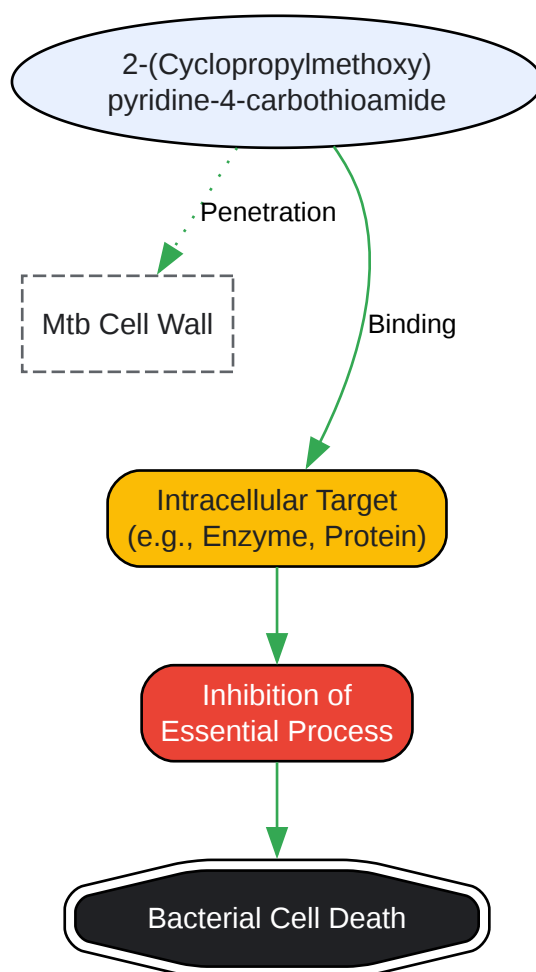 2-(Cyclopropylmethoxy)
pyridine-4-carbothioamide
Penetration
Mtb Cell Wall
Binding
Intracellular Target
(e.g., Enzyme, Protein)
Inhibition of
Essential Process
Bacterial Cell Death